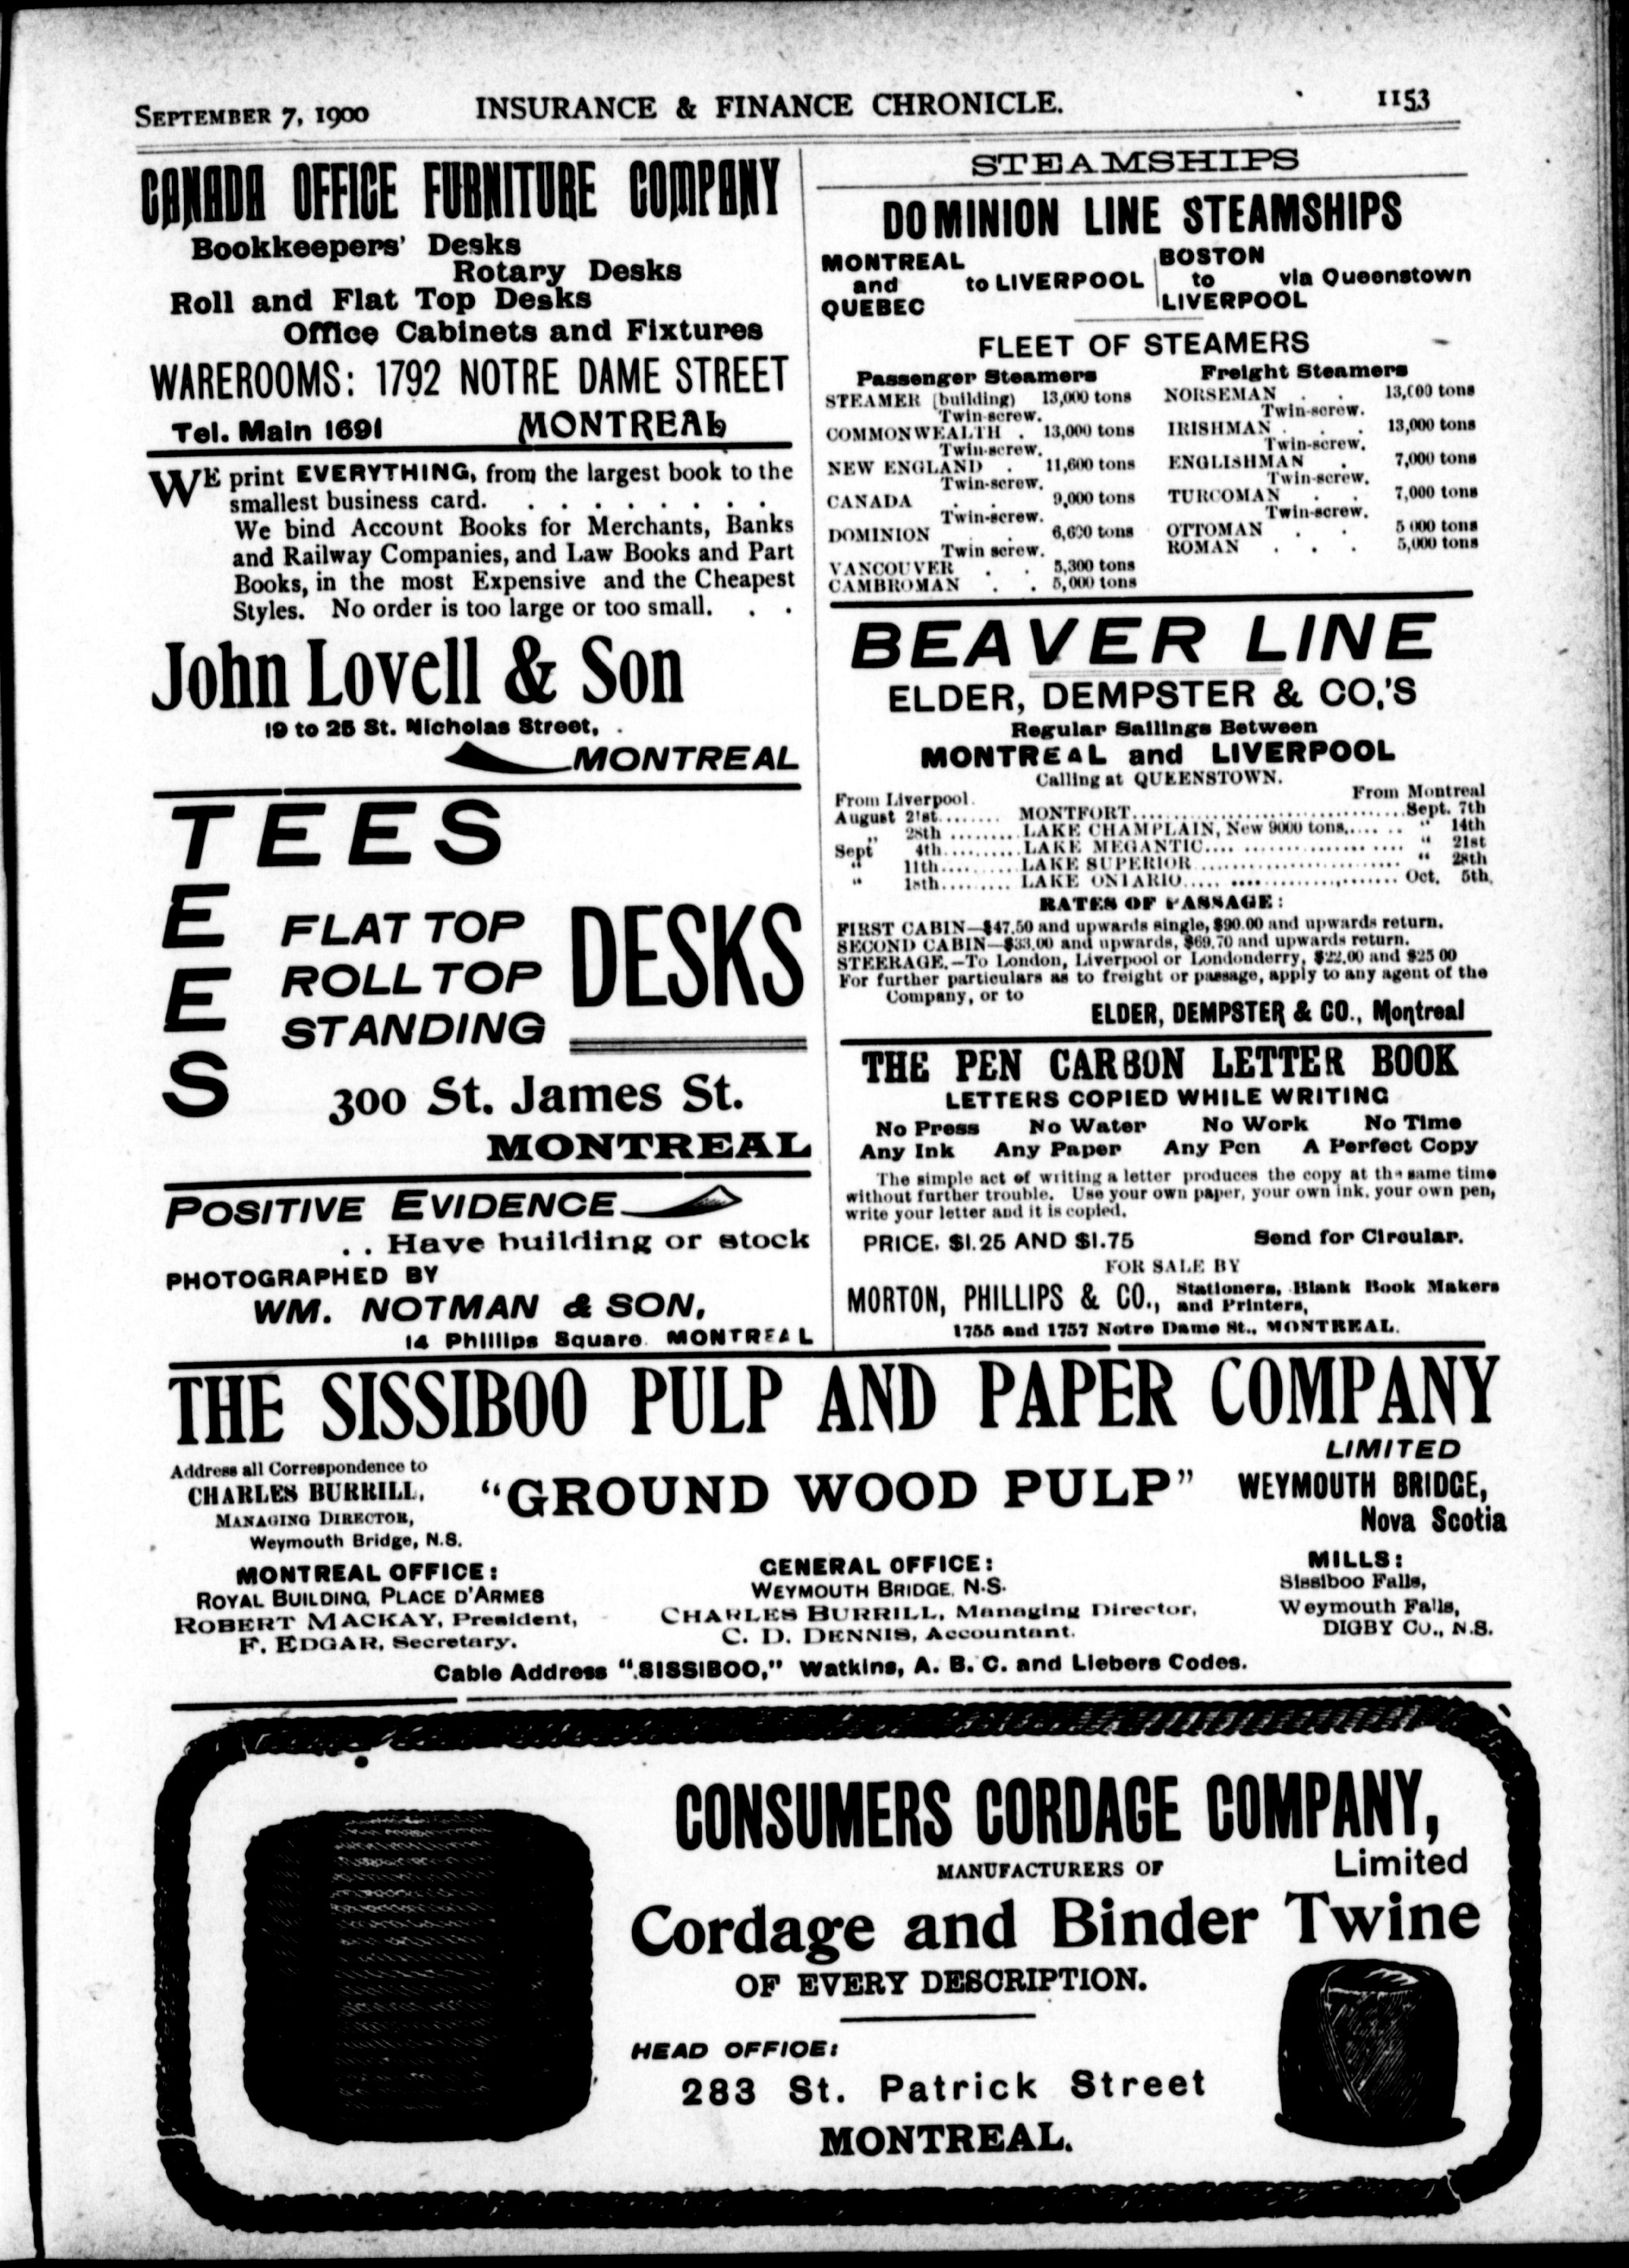 SEPTEMBER 7, 1900 INSURANCE & FINANCE CHRONICLE. 1153
CANADA OFFICE FURNITURE COMPANY
Bookkeepers' Desks
Rotary Desks
Roll and Flat Top Desks
Office Cabinets and Fixtures
WAREROOMS: 1792 NOTRE DAME STREET
Tel. Main 1691 MONTREAL
WE print EVERYTHING, from the largest book to the
smallest business card. . . . . . . . .
We bind Account Books for Merchants, Banks
and Railway Companies, and Law Books and Part
Books, in the most Expensive and the Cheapest
Styles. No order is too large or too small. . .
John Lovell & Son
19 to 25 St. Nicholas Street, .
MONTREAL
TEES
E
E
S
FLAT TOP
ROLL TOP
STANDING
DESKS
300 St. James St.
MONTREAL
POSITIVE EVIDENCE
. . Have building or stock
PHOTOGRAPHED BY
WM. NOTMAN & SON,
14 Phillips Square. MONTREAL
STEAMSHIPS
DOMINION LINE STEAMSHIPS
MONTREAL
and to LIVERPOOL
QUEBEC
BOSTON
to via Queenstown
LIVERPOOL
FLEET OF STEAMERS
Passenger Steamers
STEAMER (building) 13,000 tons
Twin-screw.
COMMONWEALTH . 13,000 tons
Twin-screw.
NEW ENGLAND . 11,600 tons
Twin-screw.
CANADA . . 9,000 tons
Twin-screw.
DOMINION . . 6,600 tons
Twin screw.
VANCOUVER . . 5,300 tons
CAMBROMAN . . 5,000 tons
Freight Steamers
NORSEMAN . . 13,000 tons
Twin-screw.
IRISHMAN . . . 13,000 tons
Twin-screw.
ENGLISHMAN . 7,000 tons
Twin-screw.
TURCOMAN . . 7,000 tons
Twin-screw.
OTTOMAN . . 5 000 tons
ROMAN . . . 5,000 tons
BEAVER LINE
ELDER, DEMPSTER & CO,'S
Regular Sailings Between
MONTREAL and LIVERPOOL
Calling at QUEENSTOWN.
From Liverpool. From Montreal
August 21st........ MONTFORT.................................Sept. 7th
" 28th ..........LAKE CHAMPLAIN, New 9000 tons,...... .. " 14th
Sept 4th..........LAKE MEGANTIC.... .................... " 21st
" 11th..........LAKE SUPERIOR ......................... " 28th
" 18th......... LAKE ONTARIO..... ..................... Oct. 5th,
RATES OF PASSAGE:
FIRST CABIN—$47.50 and upwards single, $90.00 and upwards return.
SECOND CABIN—$33.00 and upwards, $69.70 and upwards return.
STEERAGE,—To London, Liverpool or Londonderry, $22.00 and $25 00
For further particulars as to freight or passage, apply to any agent of the
Company, or to
ELDER, DEMPSTER & CO., Montreal
THE PEN CARBON LETTER BOOK
LETTERS COPIED WHILE WRITING
No Press No Water No Work No Time
Any Ink Any Paper Any Pen A Perfect Copy
The simple act of writing a letter produces the copy at the same time
without further trouble. Use your own paper, your own ink, your own pen,
write your letter and it is copied.
PRICE, $1.25 AND $1.75 Send for Circular.
FOR SALE BY
MORTON, PHILLIPS & CO., Stationers, Blank Book Makers
and Printers,
1755 and 1757 Notre Dame St., MONTREAL.
THE SISSIBOO PULP AND PAPER COMPANY
LIMITED
Address all Correspondence to
CHARLES BURRILL,
MANAGING DIRECTOR,
Weymouth Bridge, N.S.
"GROUND WOOD PULP"
WEYMOUTH BRIDGE,
Nova Scotia
MONTREAL OFFICE:
ROYAL BUILDING, PLACE D'ARMES
ROBERT MACKAY, President,
F. EDGAR, Secretary.
GENERAL OFFICE:
WEYMOUTH BRIDGE, N.S.
CHARLES BURRILL, Managing Director,
C. D. DENNIS, Accountant.
MILLS:
Sissiboo Falls,
Weymouth Falls,
DIGBY CO., N.S.
Cable Address "SISSIBOO," Watkins, A. B. C. and Liebers Codes.
CONSUMERS CORDAGE COMPANY,
Limited
MANUFACTURERS OF
Cordage and Binder Twine
OF EVERY DESCRIPTION.
HEAD OFFICE:
283 St. Patrick Street
MONTREAL.